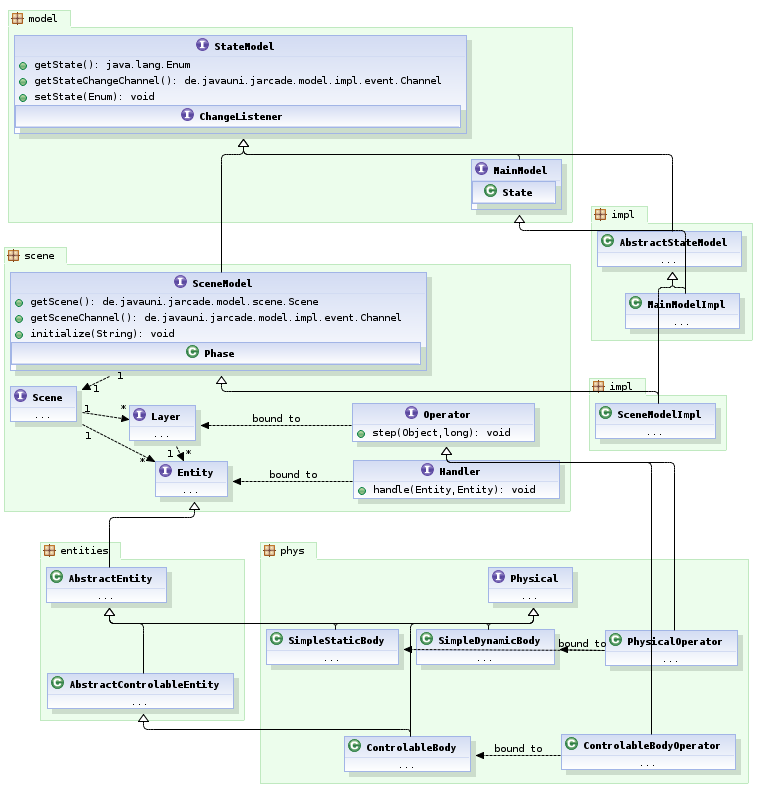 model
I StateModel
getState(): java.lang.Enum
getStateChangeChannel(): de.javauni.jarcade.model.impl.event.Channel
setState(Enum): void
I ChangeListener
I MainModel
C State
impl
C AbstractStateModel
...
C MainModelImpl
...
scene
I SceneModel
getScene(): de.javauni.jarcade.model.scene.Scene
getSceneChannel(): de.javauni.jarcade.model.impl.event.Channel
initialize(String): void
C Phase
impl
C SceneModelImpl
...
1
1
I Scene
...
1
*
I Layer
...
bound to
I Operator
step(Object,long): void
1
*
1
*
I Entity
...
bound to
I Handler
handle(Entity,Entity): void
entities
C AbstractEntity
...
C AbstractControlableEntity
...
phys
I Physical
...
C SimpleStaticBody
...
C SimpleDynamicBody
...
bound to
C PhysicalOperator
...
C ControlableBody
...
bound to
C ControlableBodyOperator
...